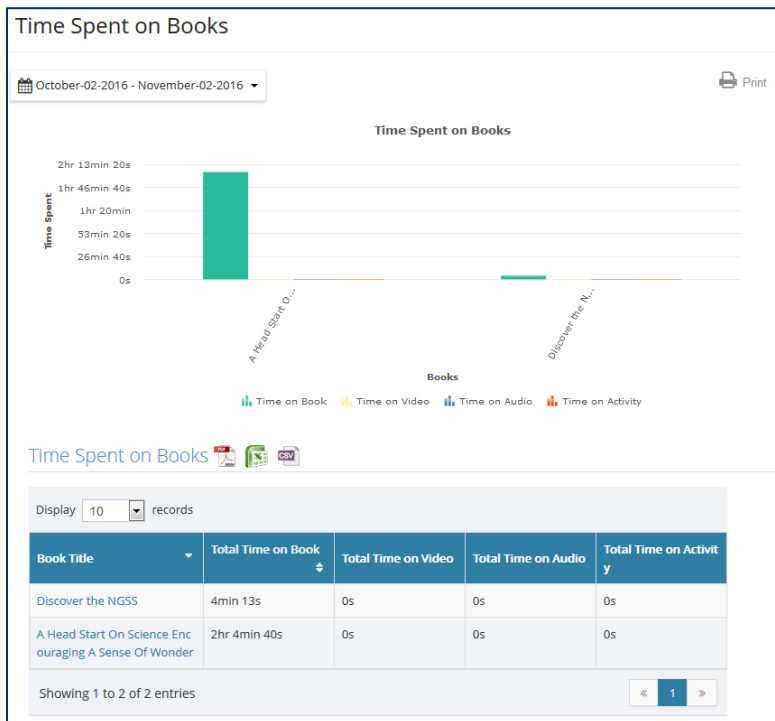 Time Spent on Books
October-02-2016 - November-02-2016
Print
Time Spent on Books
2hr 13min 20s
1hr 46min 40s
1hr 20min
53min 20s
26min 40s
0s
Time Spent
A Head Start O...
Discover the N...
Books
Time on Book Time on Video Time on Audio Time on Activity
Time Spent on Books PDF CSV
Display 10 records
Book Title Total Time on Book Total Time on Video Total Time on Audio Total Time on Activit
y
Discover the NGSS 4min 13s 0s 0s 0s
A Head Start On Science Enc 2hr 4min 40s 0s 0s 0s
ouraging A Sense Of Wonder
Showing 1 to 2 of 2 entries « 1 »